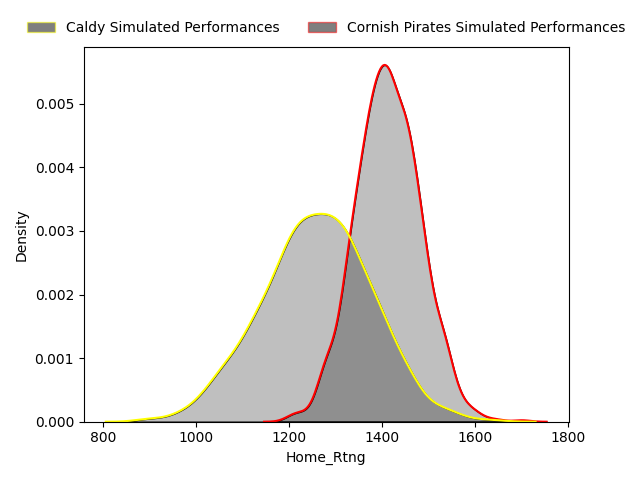 Caldy Simulated Performances
Cornish Pirates Simulated Performances
0.005
0.004
0.003
0.002
0.001
0.000
Density
800 1000 1200 1400 1600 1800
Home_Rtng